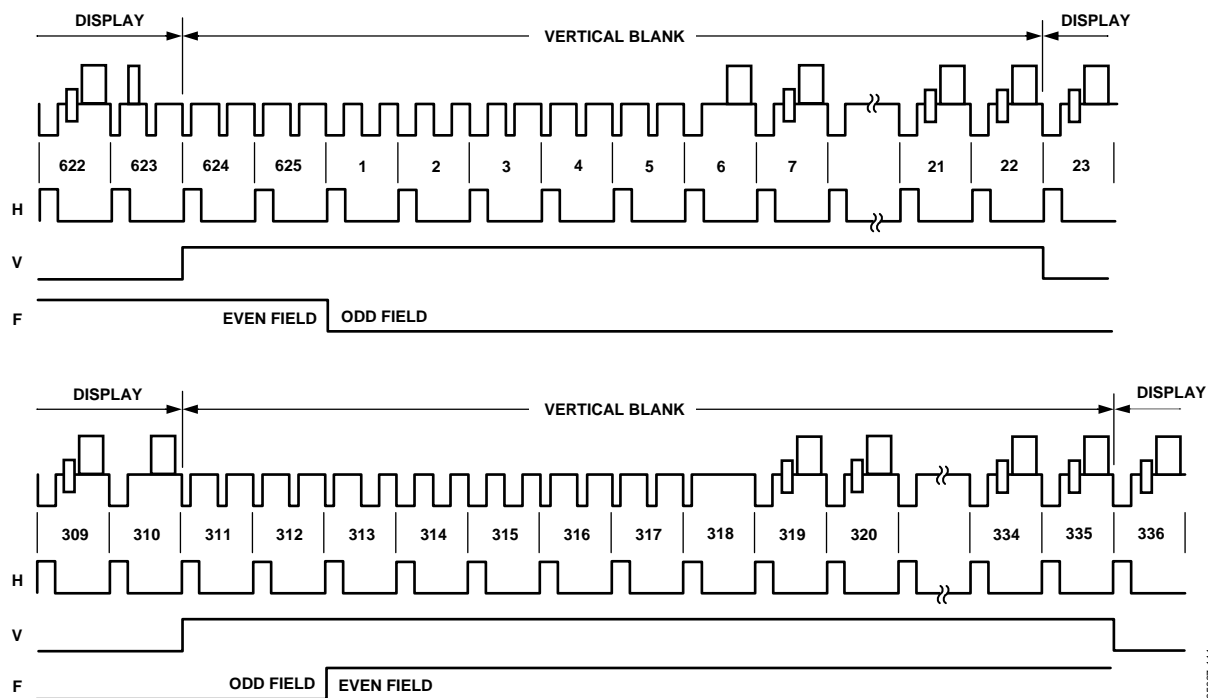 DISPLAY VERTICAL BLANK DISPLAY
622 623 624 625 1 2 3 4 5 6 7 21 22 23
H
V
F EVEN FIELD ODD FIELD
DISPLAY VERTICAL BLANK DISPLAY
309 310 311 312 313 314 315 316 317 318 319 320 334 335 336
H
V
F ODD FIELD EVEN FIELD